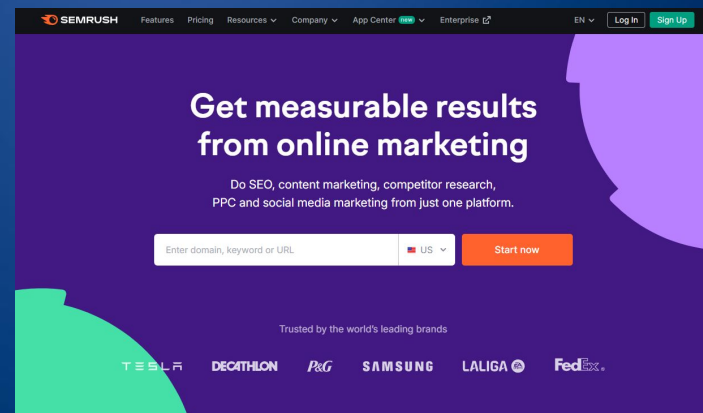 SEMRUSH Features Pricing Resources Company App Center new Enterprise EN Log In Sign Up
Get measurable results
from online marketing
Do SEO, content marketing, competitor research,
PPC and social media marketing from just one platform.
Enter domain, keyword or URL US Start now
Trusted by the world's leading brands
TESLA DECATHLON P&G SAMSUNG LALIGA FedEx.